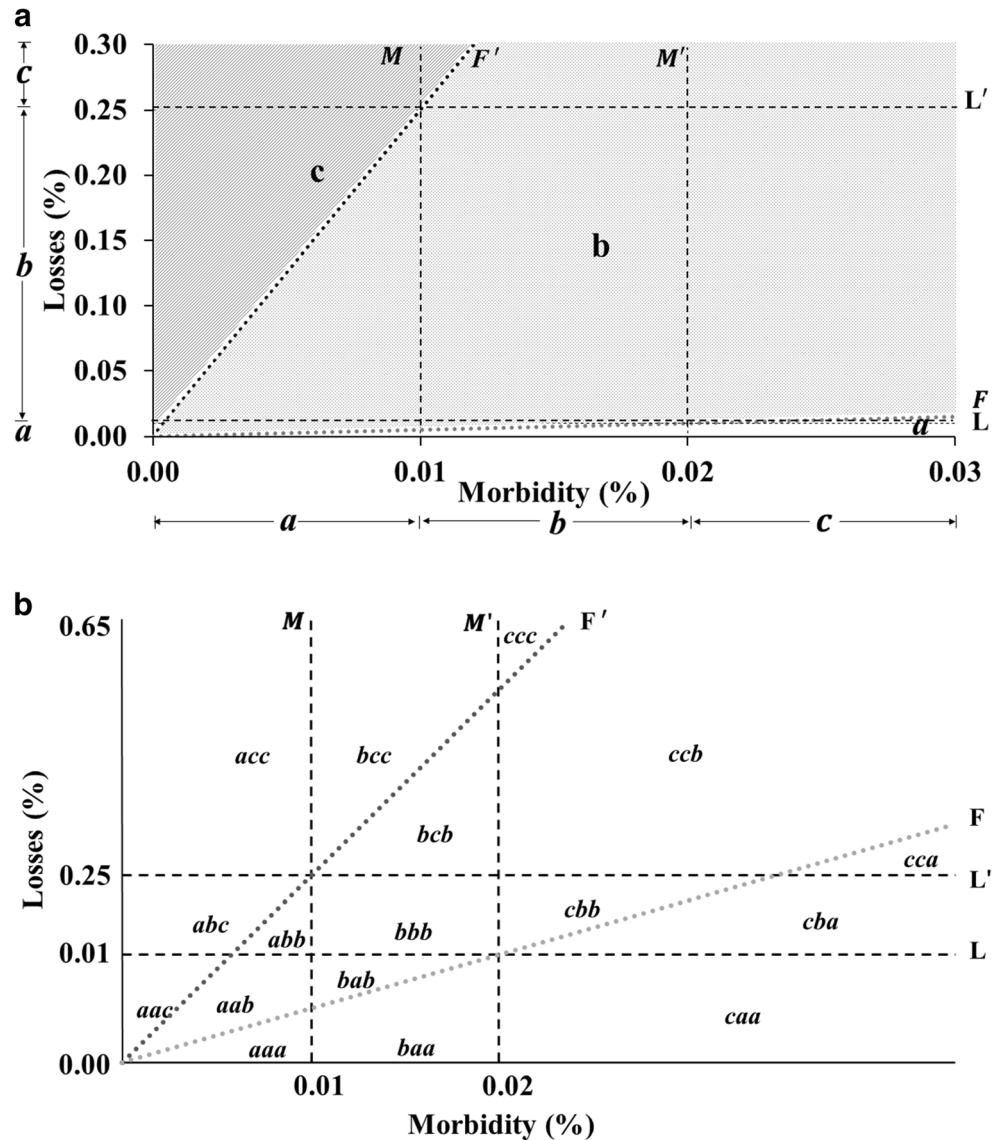 a
c
b
a
Losses (%)
0.30
0.25
0.20
0.15
0.10
0.05
0.00
M
F'
M'
L'
c
b
F
L
a
0.00
0.01
0.02
0.03
Morbidity (%)
a
b
c
b
Losses (%)
0.65
0.25
0.01
0.00
M
M'
ccc
F'
acc
bcc
ccb
bcb
F
cca
L'
abc
abb
bbb
cbb
cba
L
aac
aab
bab
caa
aaa
baa
0.01
0.02
Morbidity (%)